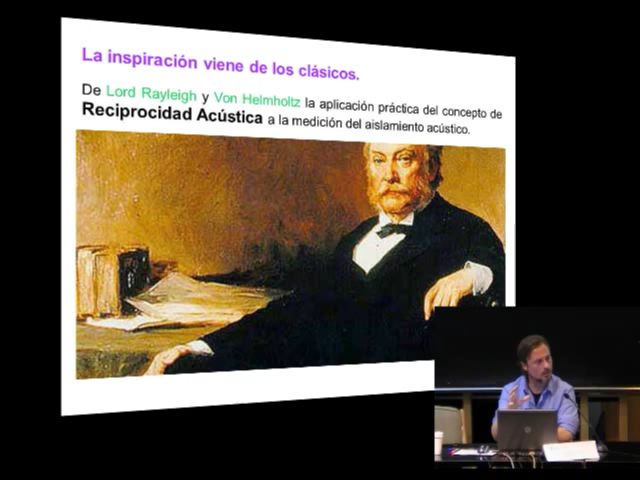 La inspiración viene de los clásicos.
De Lord Rayleigh y Von Helmholtz la aplicación práctica del concepto de
Reciprocidad Acústica a la medición del aislamiento acústico.